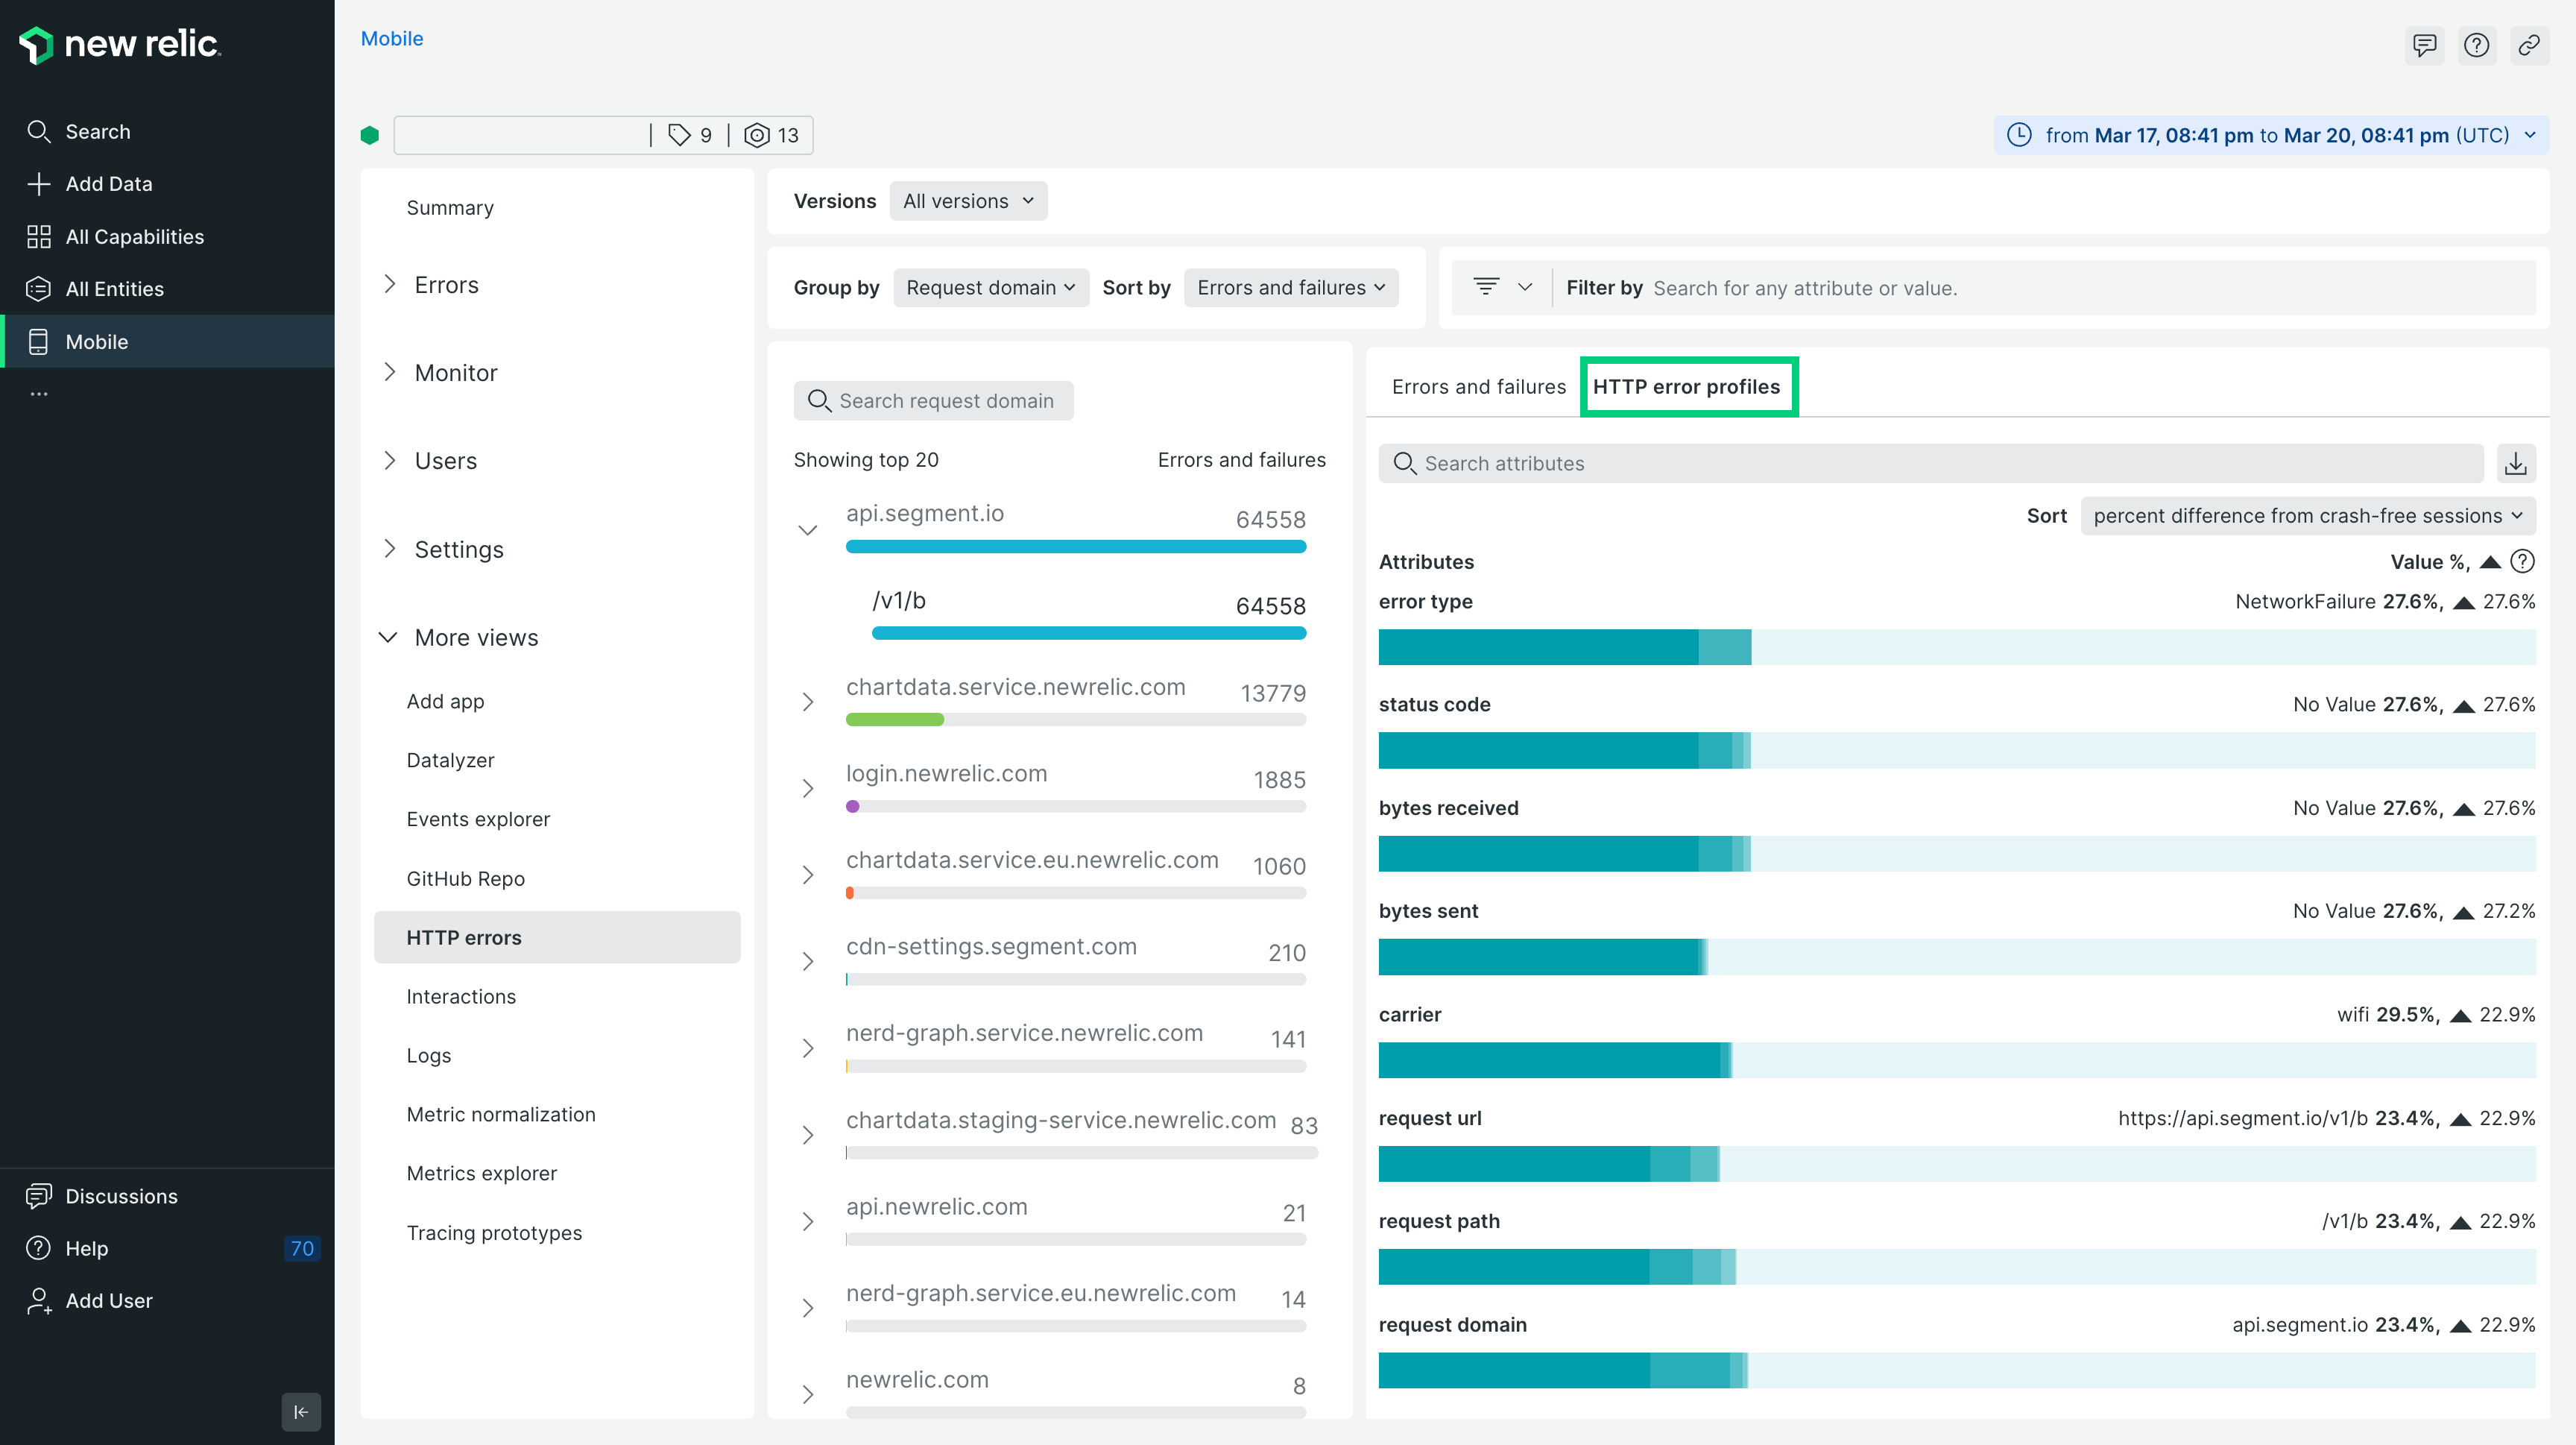 new relic
Search
Add Data
All Capabilities
All Entities
Mobile
...
Discussions
Help 70
Add User
Mobile
| 9 | 13
from Mar 17, 08:41 pm to Mar 20, 08:41 pm (UTC)
Summary
Errors
Monitor
Users
Settings
More views
Add app
Datalyzer
Events explorer
GitHub Repo
HTTP errors
Interactions
Logs
Metric normalization
Metrics explorer
Tracing prototypes
Versions All versions
Group by Request domain Sort by Errors and failures
Filter by Search for any attribute or value.
Search request domain
Showing top 20 Errors and failures
api.segment.io 64558
/v1/b 64558
chartdata.service.newrelic.com 13779
login.newrelic.com 1885
chartdata.service.eu.newrelic.com 1060
cdn-settings.segment.com 210
nerd-graph.service.newrelic.com 141
chartdata.staging-service.newrelic.com 83
api.newrelic.com 21
nerd-graph.service.eu.newrelic.com 14
newrelic.com 8
Errors and failures HTTP error profiles
Search attributes
Sort percent difference from crash-free sessions
Attributes Value %, ▲
error type NetworkFailure 27.6%, ▲ 27.6%
status code No Value 27.6%, ▲ 27.6%
bytes received No Value 27.6%, ▲ 27.6%
bytes sent No Value 27.6%, ▲ 27.2%
carrier wifi 29.5%, ▲ 22.9%
request url https://api.segment.io/v1/b 23.4%, ▲ 22.9%
request path /v1/b 23.4%, ▲ 22.9%
request domain api.segment.io 23.4%, ▲ 22.9%